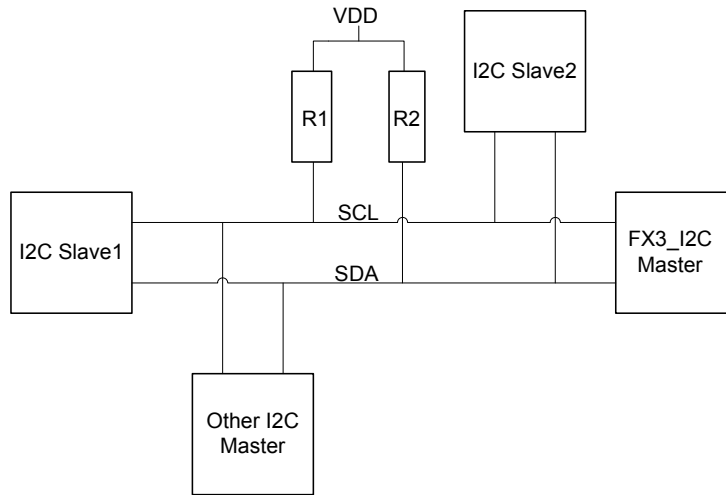 VDD
I2C Slave2
R1
R2
SCL
I2C Slave1
FX3_I2C
Master
SDA
Other I2C
Master